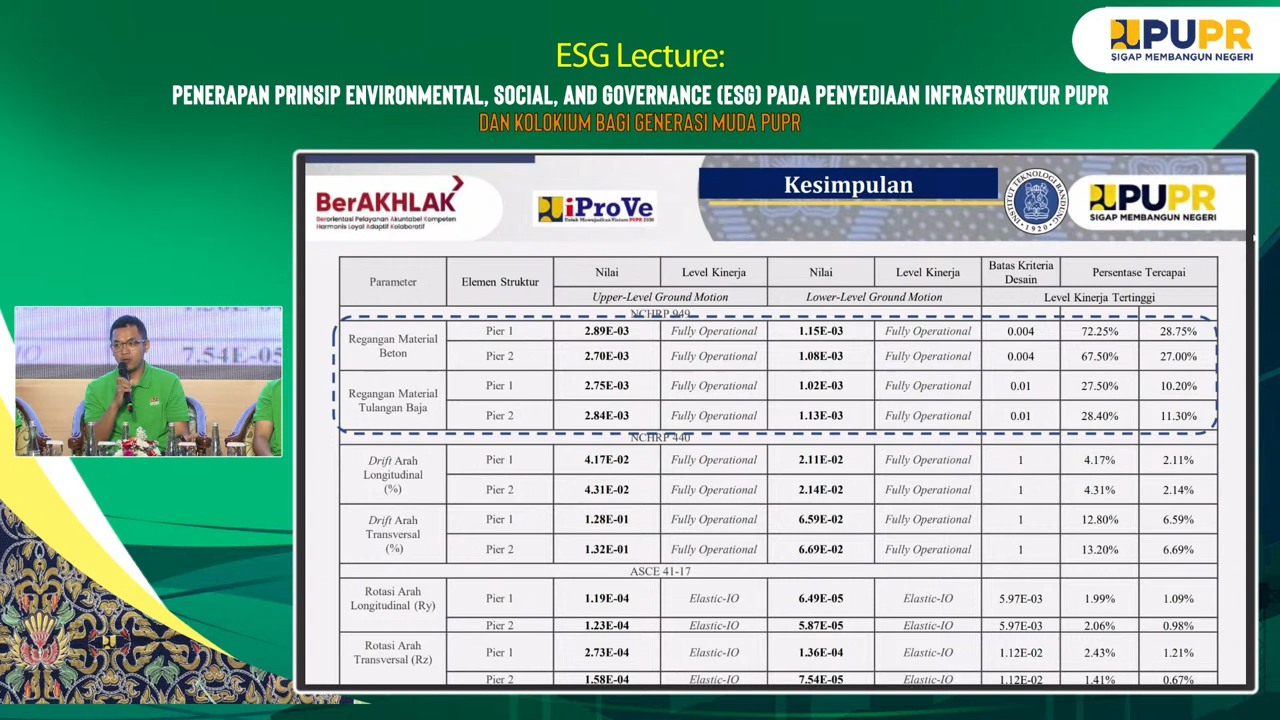 ESG Lecture:
PENERAPAN PRINSIP ENVIRONMENTAL, SOCIAL, AND GOVERNANCE (ESG) PADA PENYEDIAAN INFRASTRUKTUR PUPR
DAN KOLOKIUM BAGI GENERASI MUDA PUPR
PUPR
SIGAP MEMBANGUN NEGERI
BerAKHLAK
Berorientasi Pelayanan Akuntabel Kompeten
Harmonis Loyal Adaptif Kolaboratif
iProVe
Kesimpulan
INSTITUT TEKNOLOGI BANDUNG
1920
PUPR
SIGAP MEMBANGUN NEGERI
Parameter Elemen Struktur Nilai Level Kinerja Nilai Level Kinerja Batas Kriteria Desain Persentase Tercapai
Upper-Level Ground Motion Lower-Level Ground Motion Level Kinerja Tertinggi
NCHRP 949
Regangan Material Beton Pier 1 2.89E-03 Fully Operational 1.15E-03 Fully Operational 0.004 72.25% 28.75%
Pier 2 2.70E-03 Fully Operational 1.08E-03 Fully Operational 0.004 67.50% 27.00%
Regangan Material Tulangan Baja Pier 1 2.75E-03 Fully Operational 1.02E-03 Fully Operational 0.01 27.50% 10.20%
Pier 2 2.84E-03 Fully Operational 1.13E-03 Fully Operational 0.01 28.40% 11.30%
NCHRP 440
Drift Arah Longitudinal (%) Pier 1 4.17E-02 Fully Operational 2.11E-02 Fully Operational 1 4.17% 2.11%
Pier 2 4.31E-02 Fully Operational 2.14E-02 Fully Operational 1 4.31% 2.14%
Drift Arah Transversal (%) Pier 1 1.28E-01 Fully Operational 6.59E-02 Fully Operational 1 12.80% 6.59%
Pier 2 1.32E-01 Fully Operational 6.69E-02 Fully Operational 1 13.20% 6.69%
ASCE 41-17
Rotasi Arah Longitudinal (Ry) Pier 1 1.19E-04 Elastic-IO 6.49E-05 Elastic-IO 5.97E-03 1.99% 1.09%
Pier 2 1.23E-04 Elastic-IO 5.87E-05 Elastic-IO 5.97E-03 2.06% 0.98%
Rotasi Arah Transversal (Rz) Pier 1 2.73E-04 Elastic-IO 1.36E-04 Elastic-IO 1.12E-02 2.43% 1.21%
Pier 2 1.58E-04 Elastic-IO 7.54E-05 Elastic-IO 1.12E-02 1.41% 0.67%
7.54E-05